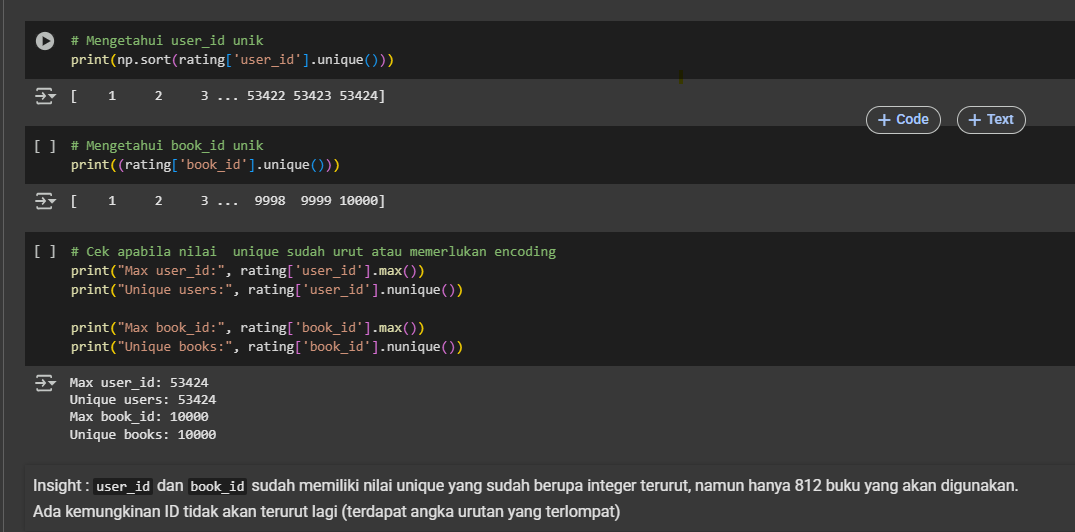 # Mengetahui user_id unik
print(np.sort(rating['user_id'].unique()))
[    1     2     3 ... 53422 53423 53424]
+ Code + Text
[ ] # Mengetahui book_id unik
print((rating['book_id'].unique()))
[    1     2     3 ...  9998  9999 10000]
[ ] # Cek apabila nilai  unique sudah urut atau memerlukan encoding
print("Max user_id:", rating['user_id'].max())
print("Unique users:", rating['user_id'].nunique())
print("Max book_id:", rating['book_id'].max())
print("Unique books:", rating['book_id'].nunique())
Max user_id: 53424
Unique users: 53424
Max book_id: 10000
Unique books: 10000
Insight : user_id dan book_id sudah memiliki nilai unique yang sudah berupa integer terurut, namun hanya 812 buku yang akan digunakan.
Ada kemungkinan ID tidak akan terurut lagi (terdapat angka urutan yang terlompat)